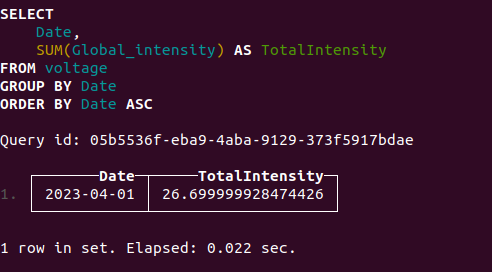 SELECT
Date,
SUM(Global_intensity) AS TotalIntensity
FROM voltage
GROUP BY Date
ORDER BY Date ASC
Query id: 05b5536f-eba9-4aba-9129-373f5917bdae
Date TotalIntensity
1. 2023-04-01 26.699999928474426
1 row in set. Elapsed: 0.022 sec.